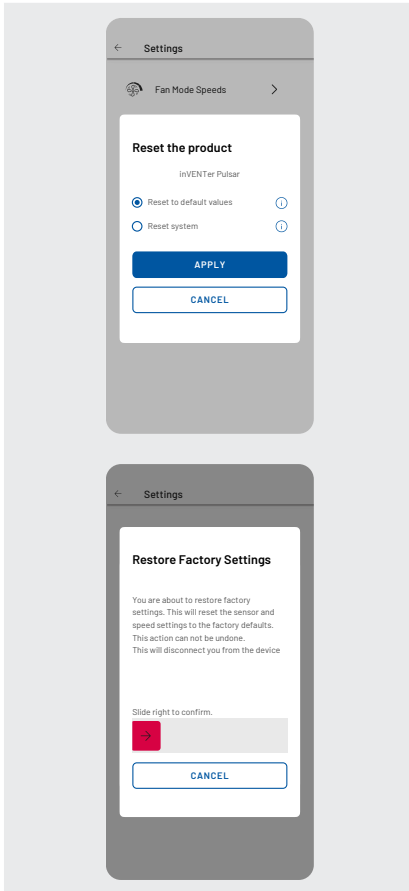 Settings
Fan Mode Speeds
Reset the product
inVENTer Pulsar
Reset to default values
Reset system
APPLY
CANCEL
Settings
Restore Factory Settings
You are about to restore factory
settings. This will reset the sensor and
speed settings to the factory defaults.
This action can not be undone.
This will disconnect you from the device
Slide right to confirm.
CANCEL